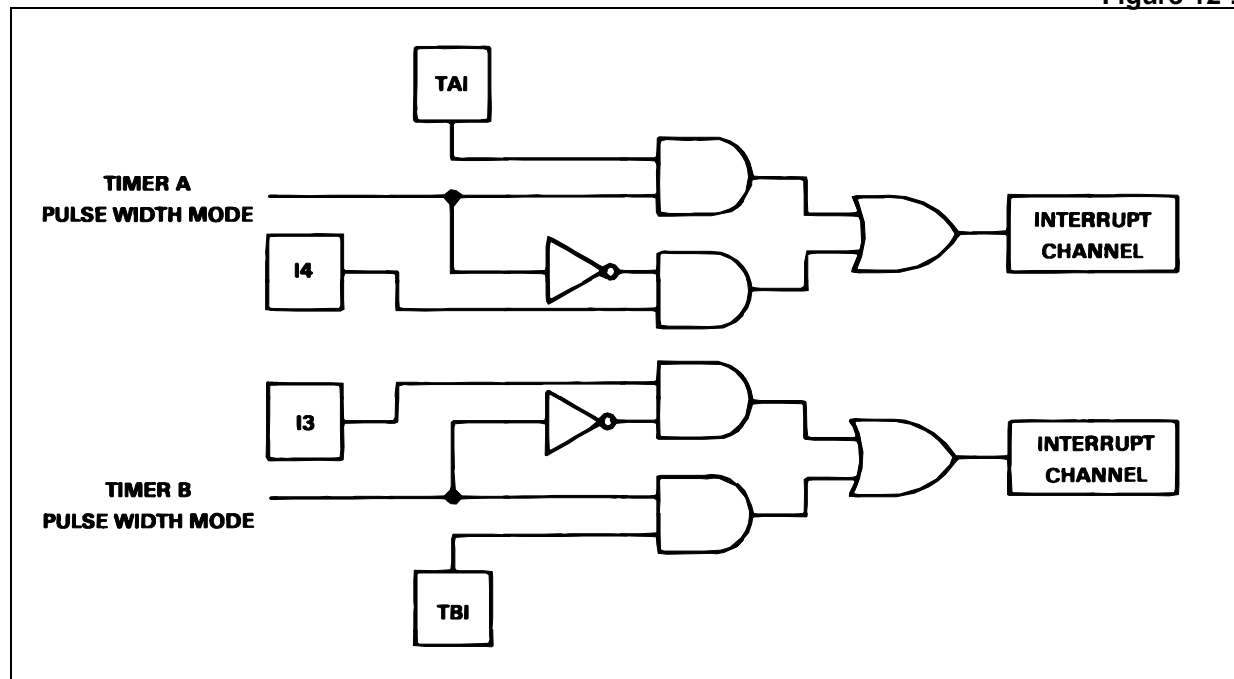 TAI
TIMER A
PULSE WIDTH MODE
INTERRUPT
CHANNEL
I4
I3
INTERRUPT
CHANNEL
TIMER B
PULSE WIDTH MODE
TBI